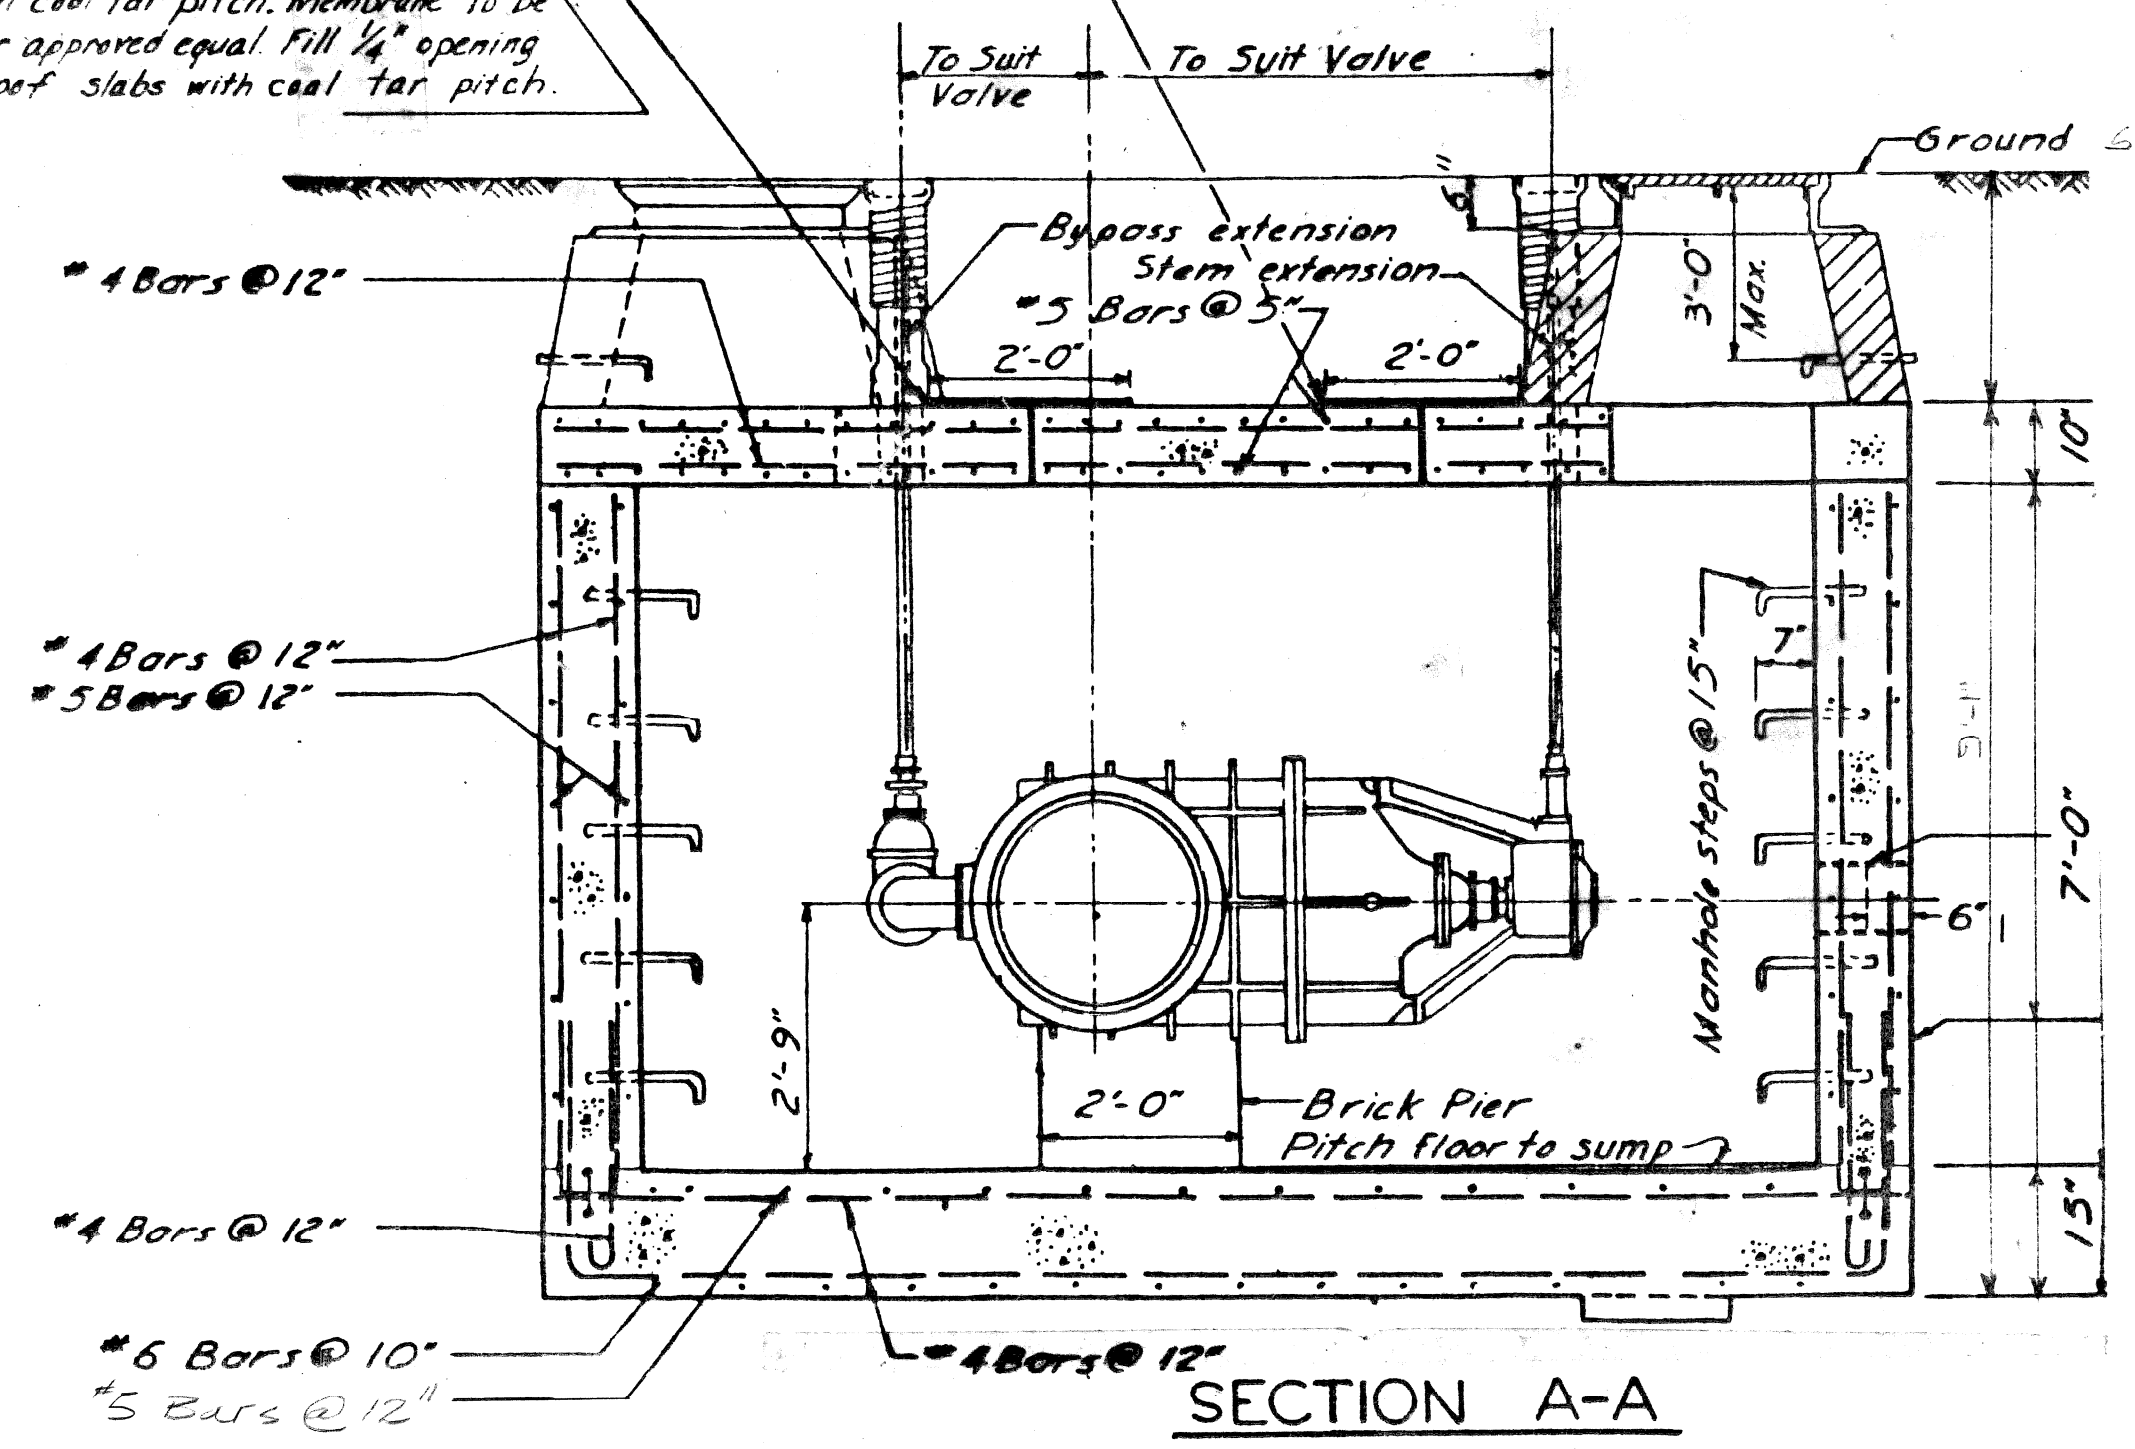 coal tar pitch. Membrane to be
approved equal. Fill 1/4" opening
slabs with coal tar pitch.
To Suit
Valve
To Suit Valve
Ground
6"
Bypass extension
Stem extension
#4 Bars @ 12"
#5 Bars @ 5"
3'-0"
Max.
2'-0"
2'-0"
10"
#4 Bars @ 12"
#5 Bars @ 12"
Manhole steps @ 15"
7"
9'-1"
7'-0"
6"
2'-9"
2'-0"
Brick Pier
Pitch floor to sump
15"
#4 Bars @ 12"
#6 Bars @ 10"
#5 Bars @ 12"
#4 Bars @ 12"
SECTION A-A